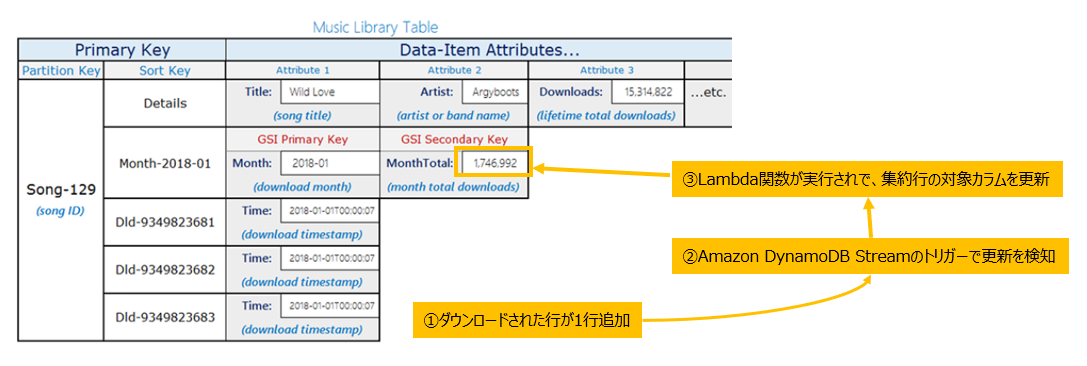 Music Library Table
Primary Key
Data-Item Attributes...
Partition Key
Sort Key
Attribute 1
Attribute 2
Attribute 3
Song-129
(song ID)
Details
Title: Wild Love
(song title)
Artist: Argyboots
(artist or band name)
Downloads: 15,314,822
(lifetime total downloads)
...etc.
Month-2018-01
GSI Primary Key
Month: 2018-01
(download month)
GSI Secondary Key
MonthTotal: 1,746,992
(month total downloads)
Dld-9349823681
Time: 2018-01-01T00:00:07
(download timestamp)
Dld-9349823682
Time: 2018-01-01T00:00:07
(download timestamp)
Dld-9349823683
Time: 2018-01-01T00:00:07
(download timestamp)
③Lambda関数が実行されで、集約行の対象カラムを更新
②Amazon DynamoDB Streamのトリガーで更新を検知
①ダウンロードされた行が1行追加